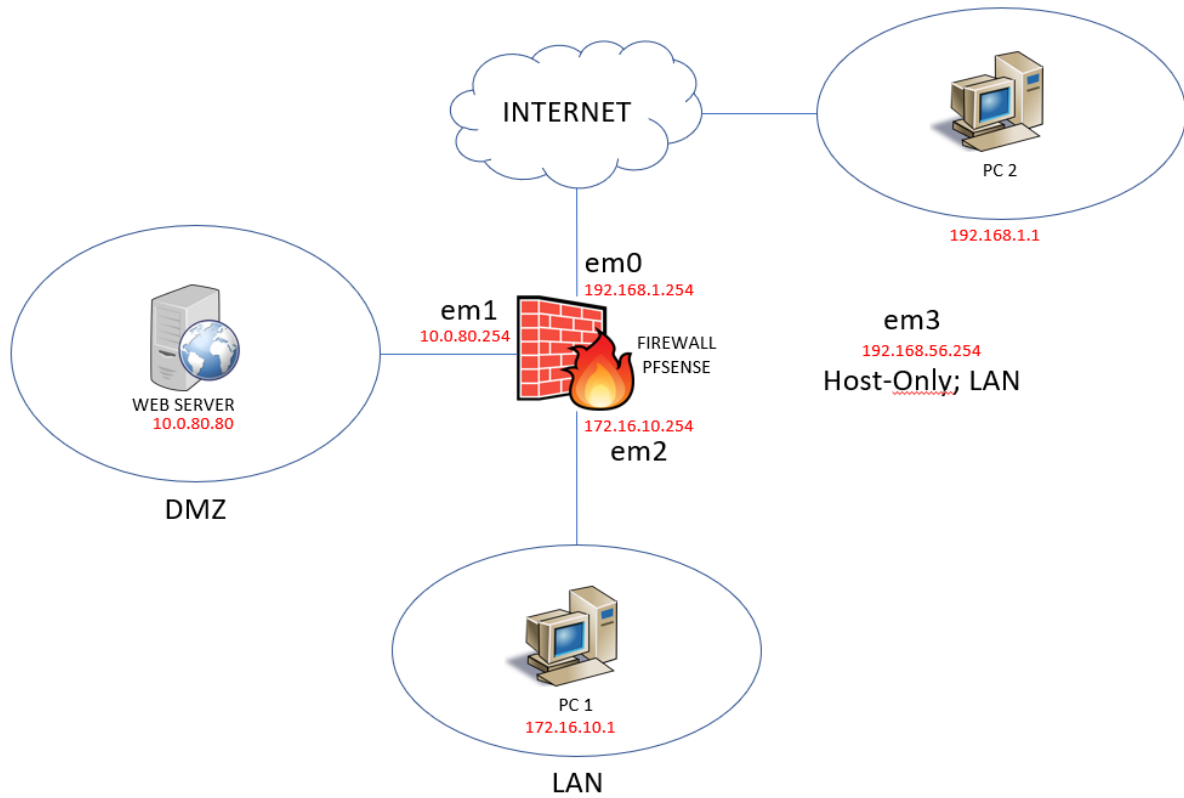 INTERNET
PC 2
192.168.1.1
em0
192.168.1.254
em1
10.0.80.254
FIREWALL
PFSENSE
em3
192.168.56.254
Host-Only; LAN
WEB SERVER
10.0.80.80
DMZ
172.16.10.254
em2
PC 1
172.16.10.1
LAN